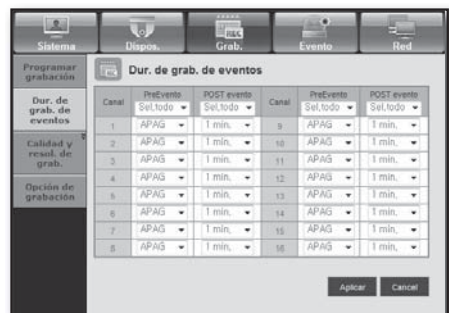 Sistema Dispos. Grab. Evento Red
REC
Programar grabación
Dur. de grab. de eventos
Calidad y resol. de grab.
Opción de grabación
Dur. de grab. de eventos
Canal PreEvento POST evento Canal PreEvento POST evento
Sel,todo Sel,todo Sel,todo Sel,todo
1 APAG 1 min, 9 APAG 1 min,
2 APAG 1 min, 10 APAG 1 min,
3 APAG 1 min, 11 APAG 1 min,
4 APAG 1 min, 12 APAG 1 min,
5 APAG 1 min, 13 APAG 1 min,
6 APAG 1 min, 14 APAG 1 min,
7 APAG 1 min, 15 APAG 1 min,
8 APAG 1 min, 16 APAG 1 min,
Aplicar Cancel